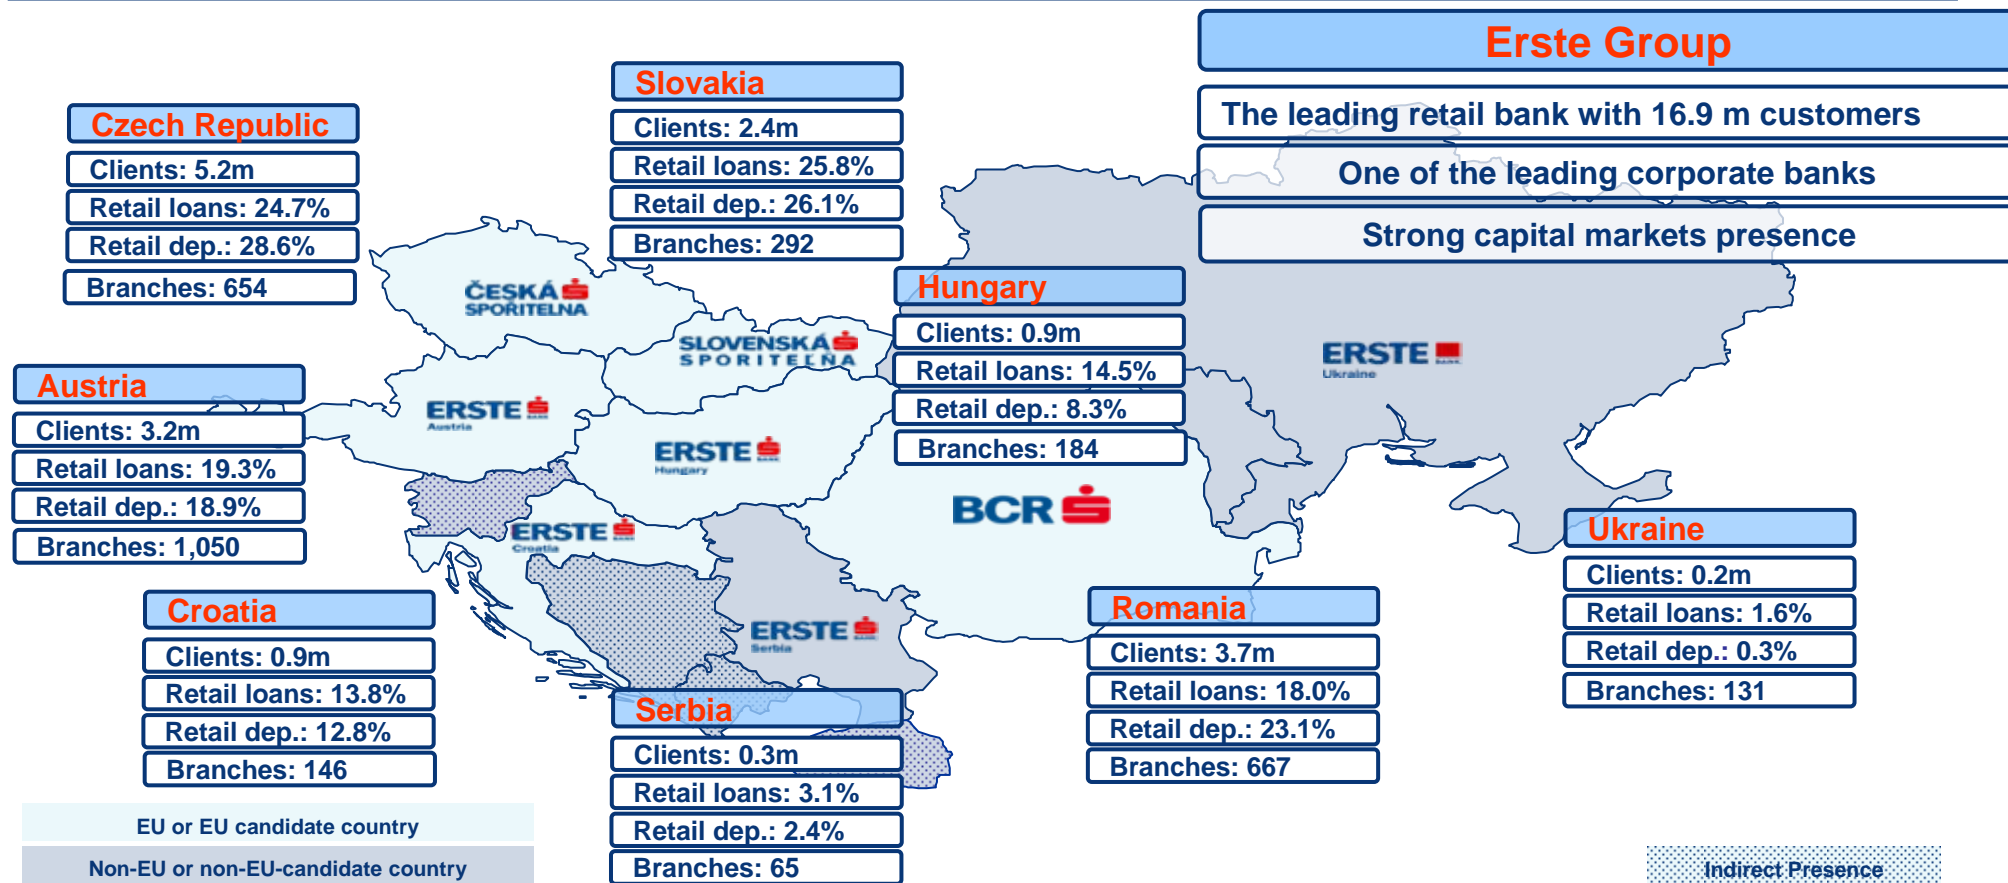 Erste Group
The leading retail bank with 16.9 m customers
One of the leading corporate banks
Strong capital markets presence
Slovakia
Clients: 2.4m
Retail loans: 25.8%
Retail dep.: 26.1%
Branches: 292
Czech Republic
Clients: 5.2m
Retail loans: 24.7%
Retail dep.: 28.6%
Branches: 654
Hungary
Clients: 0.9m
Retail loans: 14.5%
Retail dep.: 8.3%
Branches: 184
Austria
Clients: 3.2m
Retail loans: 19.3%
Retail dep.: 18.9%
Branches: 1,050
ČESKÁ
SPOŘITELNA
SLOVENSKÁ
SPORITEĽŇA
ERSTE
Austria
ERSTE
Hungary
ERSTE
Ukraine
BCR
ERSTE
Croatia
ERSTE
Serbia
Ukraine
Clients: 0.2m
Retail loans: 1.6%
Retail dep.: 0.3%
Branches: 131
Croatia
Clients: 0.9m
Retail loans: 13.8%
Retail dep.: 12.8%
Branches: 146
Romania
Clients: 3.7m
Retail loans: 18.0%
Retail dep.: 23.1%
Branches: 667
Serbia
Clients: 0.3m
Retail loans: 3.1%
Retail dep.: 2.4%
Branches: 65
EU or EU candidate country
Non-EU or non-EU-candidate country
Indirect Presence